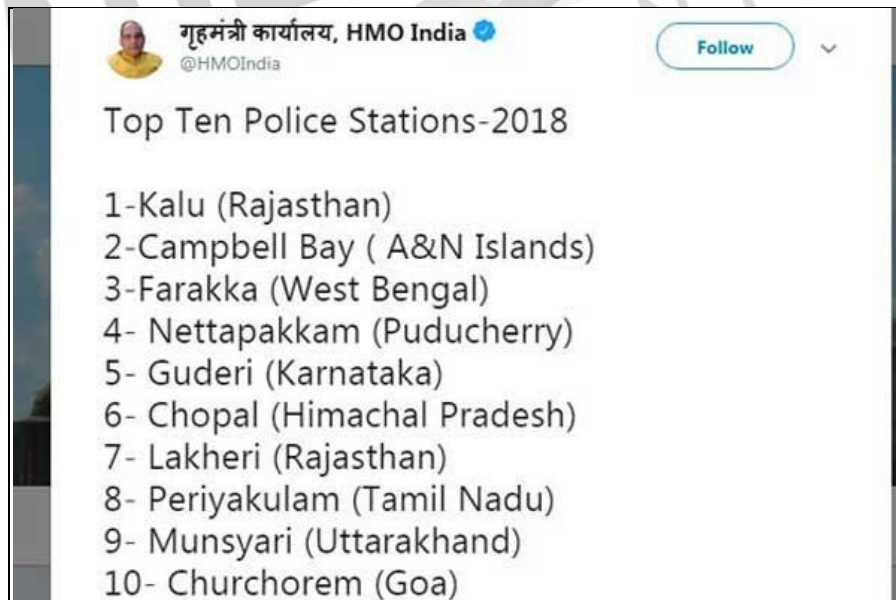 गृहमंत्री कार्यालय, HMO India
@HMOIndia
Follow
Top Ten Police Stations-2018
1-Kalu (Rajasthan)
2-Campbell Bay ( A&N Islands)
3-Farakka (West Bengal)
4- Nettapakkam (Puducherry)
5- Guderi (Karnataka)
6- Chopal (Himachal Pradesh)
7- Lakheri (Rajasthan)
8- Periyakulam (Tamil Nadu)
9- Munsyari (Uttarakhand)
10- Churchorem (Goa)